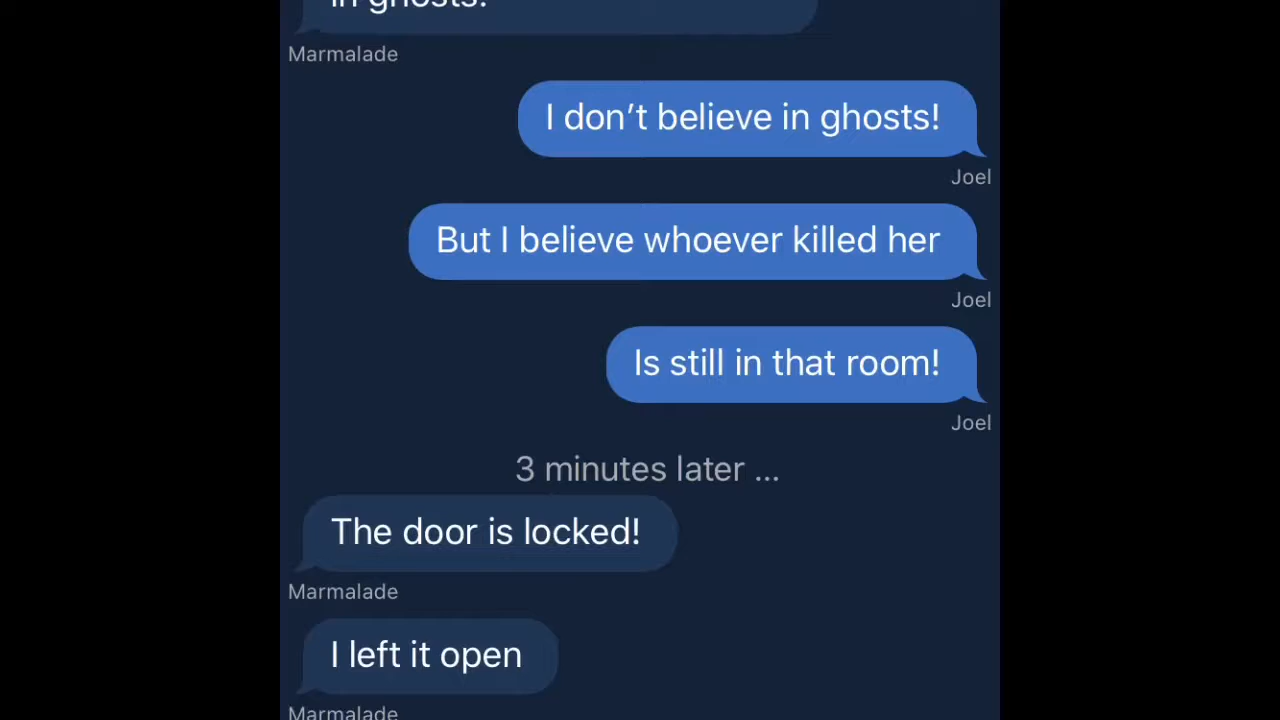 in ghosts!
Marmalade
I don’t believe in ghosts!
Joel
But I believe whoever killed her
Joel
Is still in that room!
Joel
3 minutes later ...
The door is locked!
Marmalade
I left it open
Marmalade